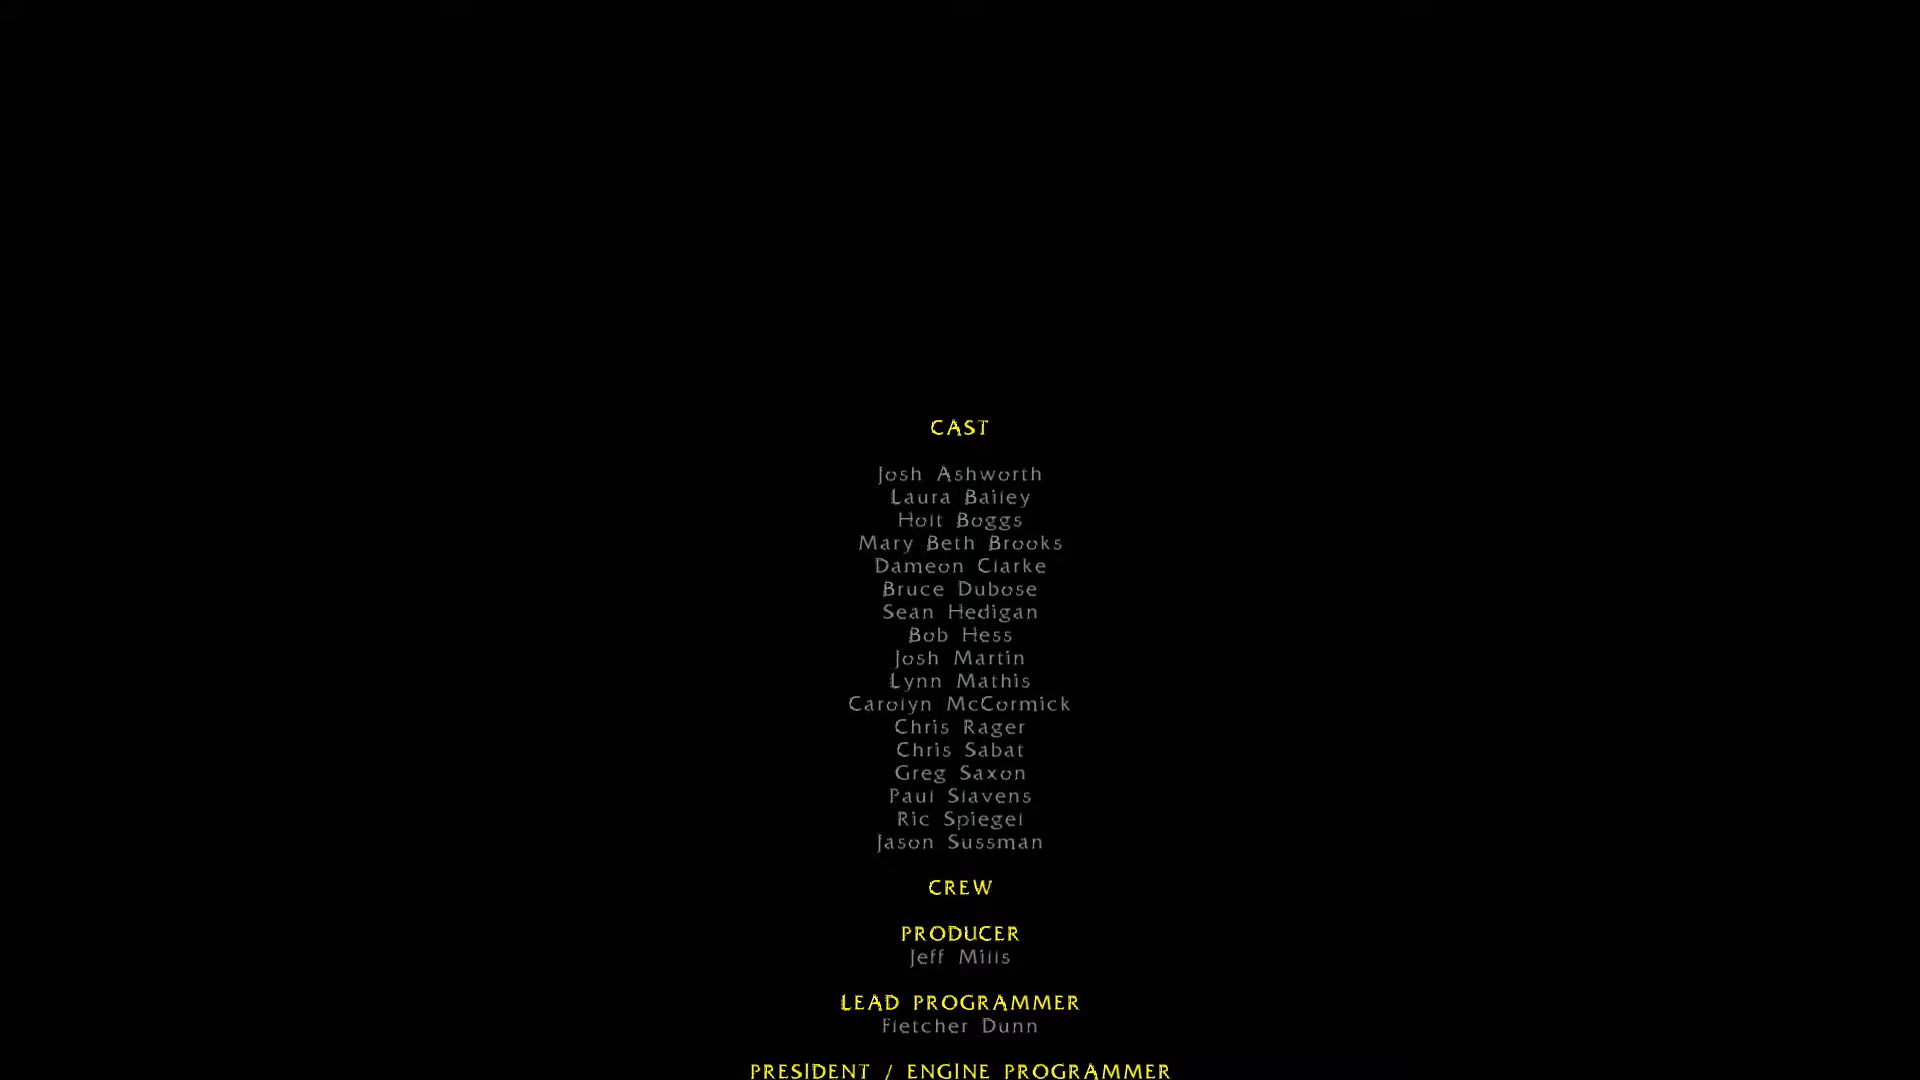 CAST
Josh Ashworth
Laura Bailey
Holt Boggs
Mary Beth Brooks
Dameon Clarke
Bruce Dubose
Sean Hedigan
Bob Hess
Josh Martin
Lynn Mathis
Carolyn McCormick
Chris Rager
Chris Sabat
Greg Saxon
Paul Slavens
Ric Spiegel
Jason Sussman
CREW
PRODUCER
Jeff Mills
LEAD PROGRAMMER
Fletcher Dunn
PRESIDENT / ENGINE PROGRAMMER